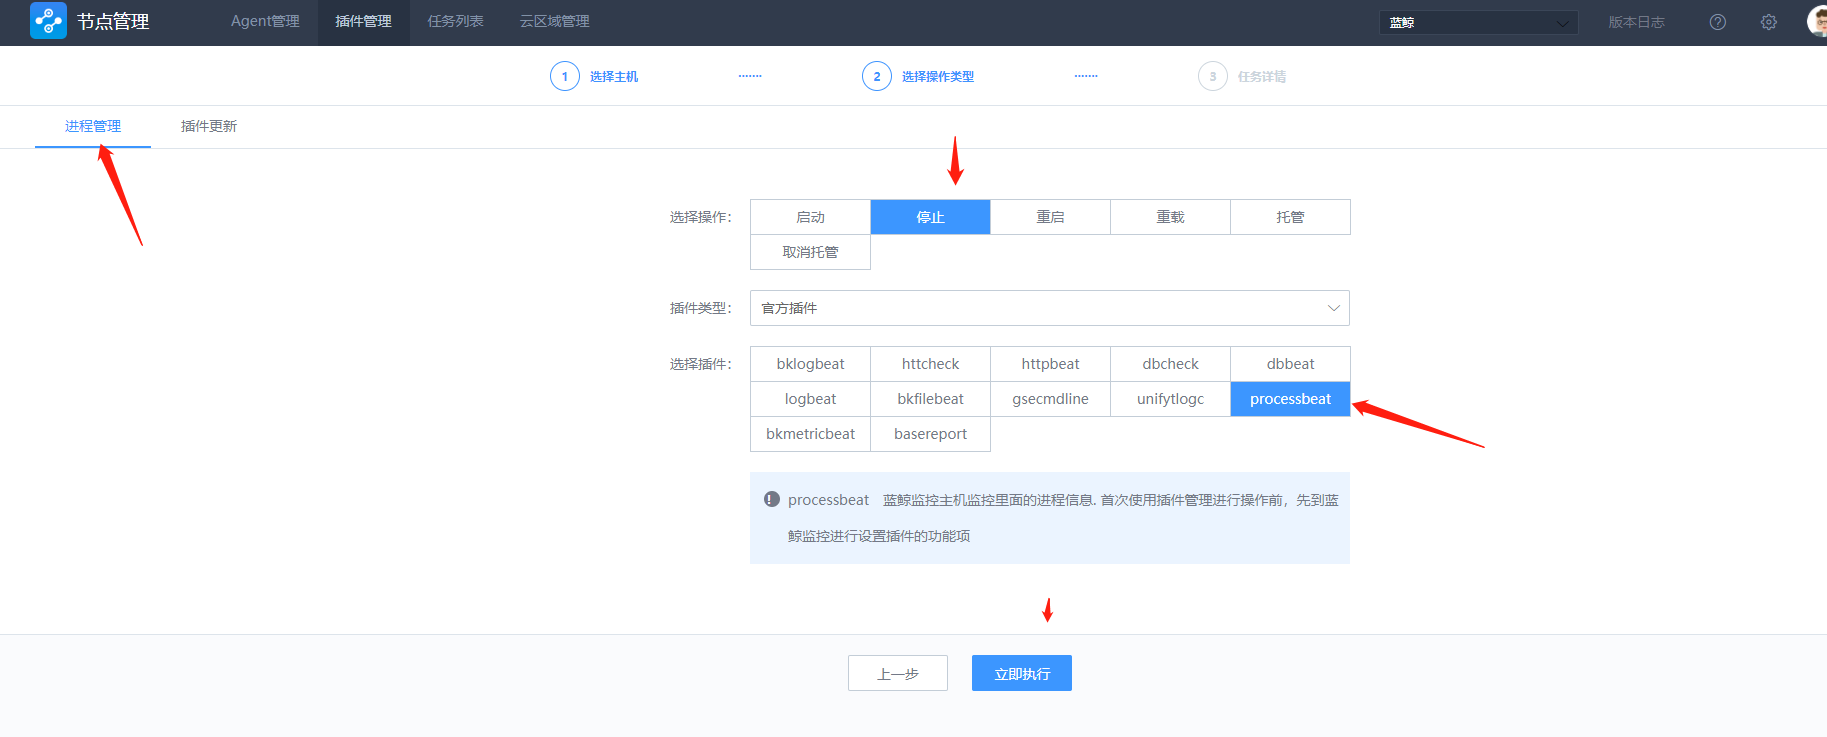 节点管理 Agent管理 插件管理 任务列表 云区域管理 蓝鲸 版本日志
1 选择主机 ······· 2 选择操作类型 ······· 3 任务详情
进程管理 插件更新
选择操作： 启动 停止 重启 重载 托管
取消托管
插件类型： 官方插件
选择插件： bklogbeat httcheck httpbeat dbcheck dbbeat
logbeat bkfilebeat gsecmdline unifytlogc processbeat
bkmetricbeat basereport
processbeat 蓝鲸监控主机监控里面的进程信息. 首次使用插件管理进行操作前，先到蓝
鲸监控进行设置插件的功能项
上一步 立即执行